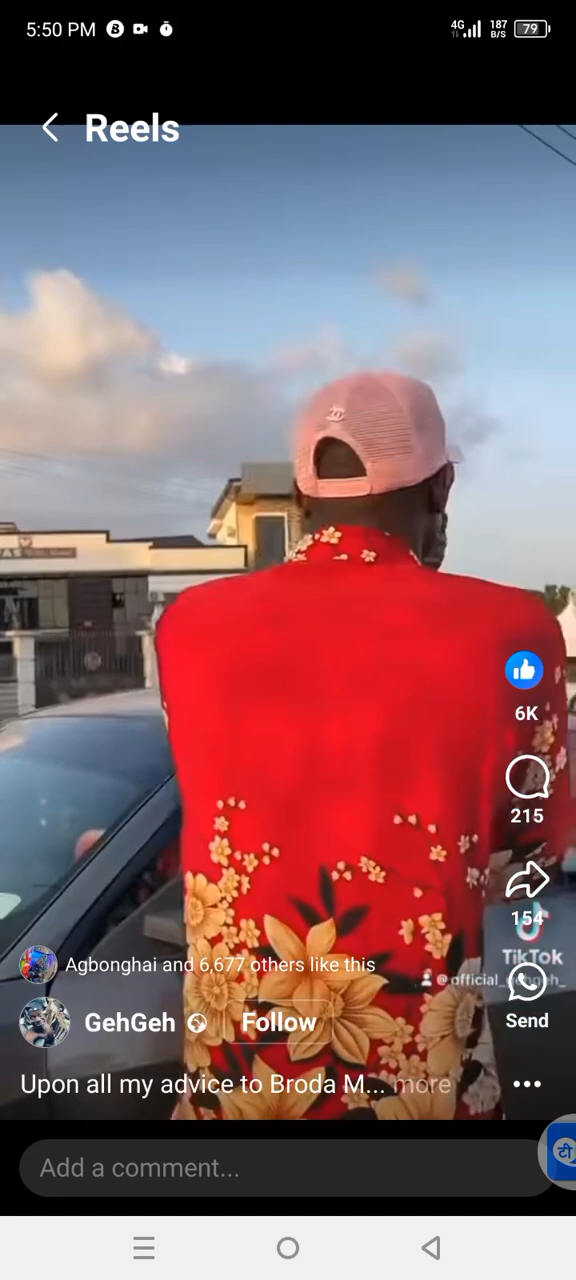 5:50 PM
4G
187
B/S
79
Reels
6K
215
154
TikTok
Agbonghai and 6,677 others like this
GehGeh
Follow
Send
Upon all my advice to Broda M... more
Add a comment...
टी